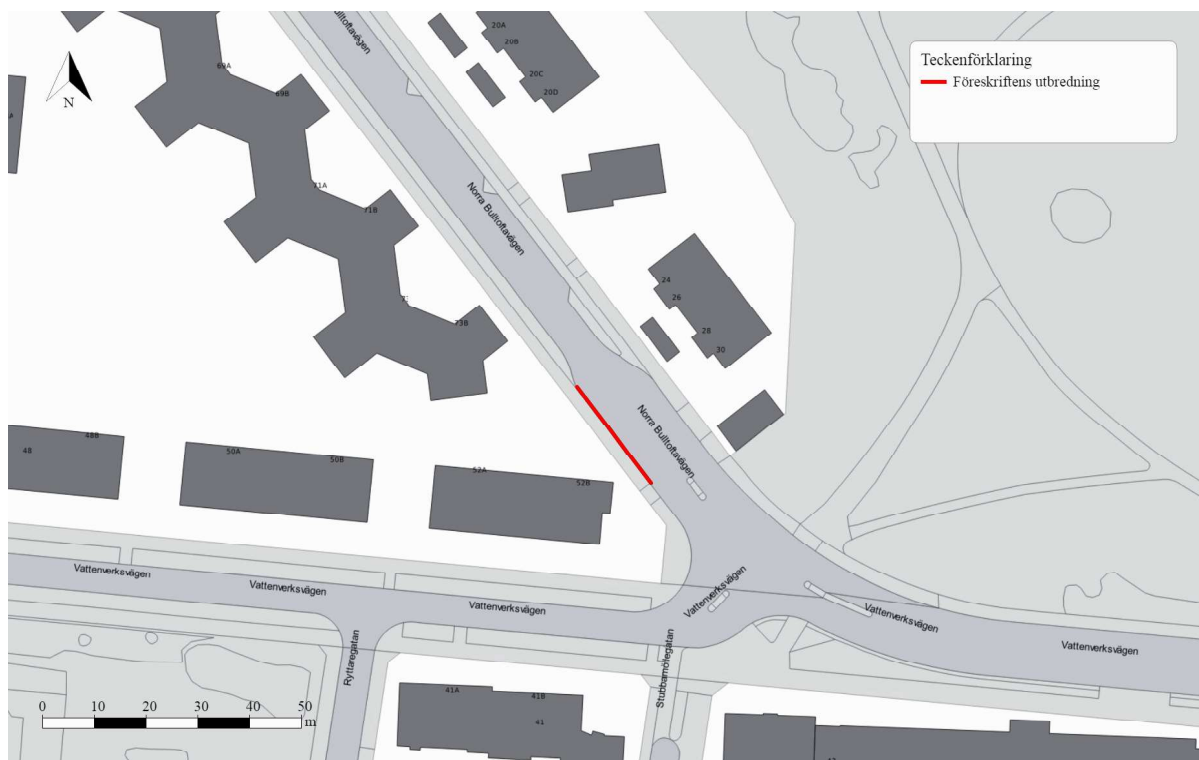 Bulltoftavägen
20A
20B
20C
20D
69A
69B
71A
71B
73B
N
Teckenförklaring
Föreskriftens utbredning
Norra Bulltoftavägen
24
26
28
30
Norra Bulltoftavägen
48
48B
50A
50B
52A
52B
Vattenverksvägen
Vattenverksvägen
Vattenverksvägen
Vattenverksvägen
Vattenverksvägen
Vattenverksvägen
Ryttaregatan
Stubbamöllegatan
41A
41B
41
0 10 20 30 40 50
m